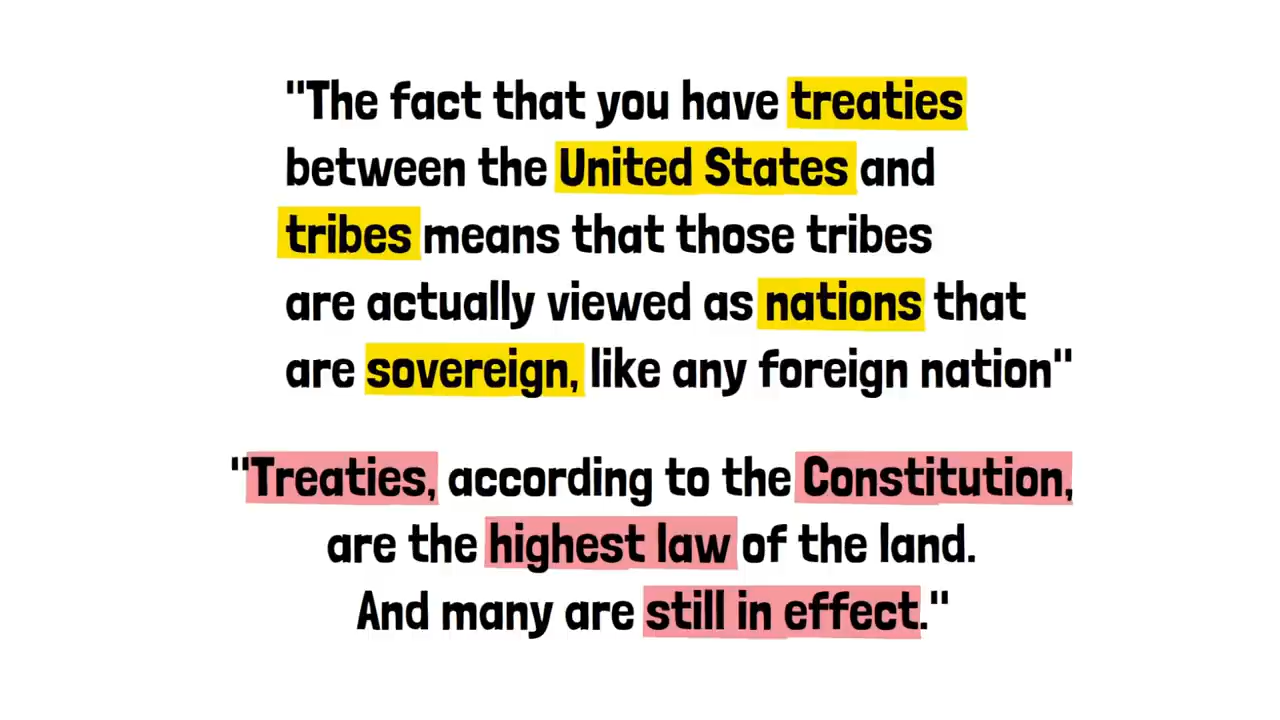 "The fact that you have treaties
between the United States and
tribes means that those tribes
are actually viewed as nations that
are sovereign, like any foreign nation"
"Treaties, according to the Constitution,
are the highest law of the land.
And many are still in effect."